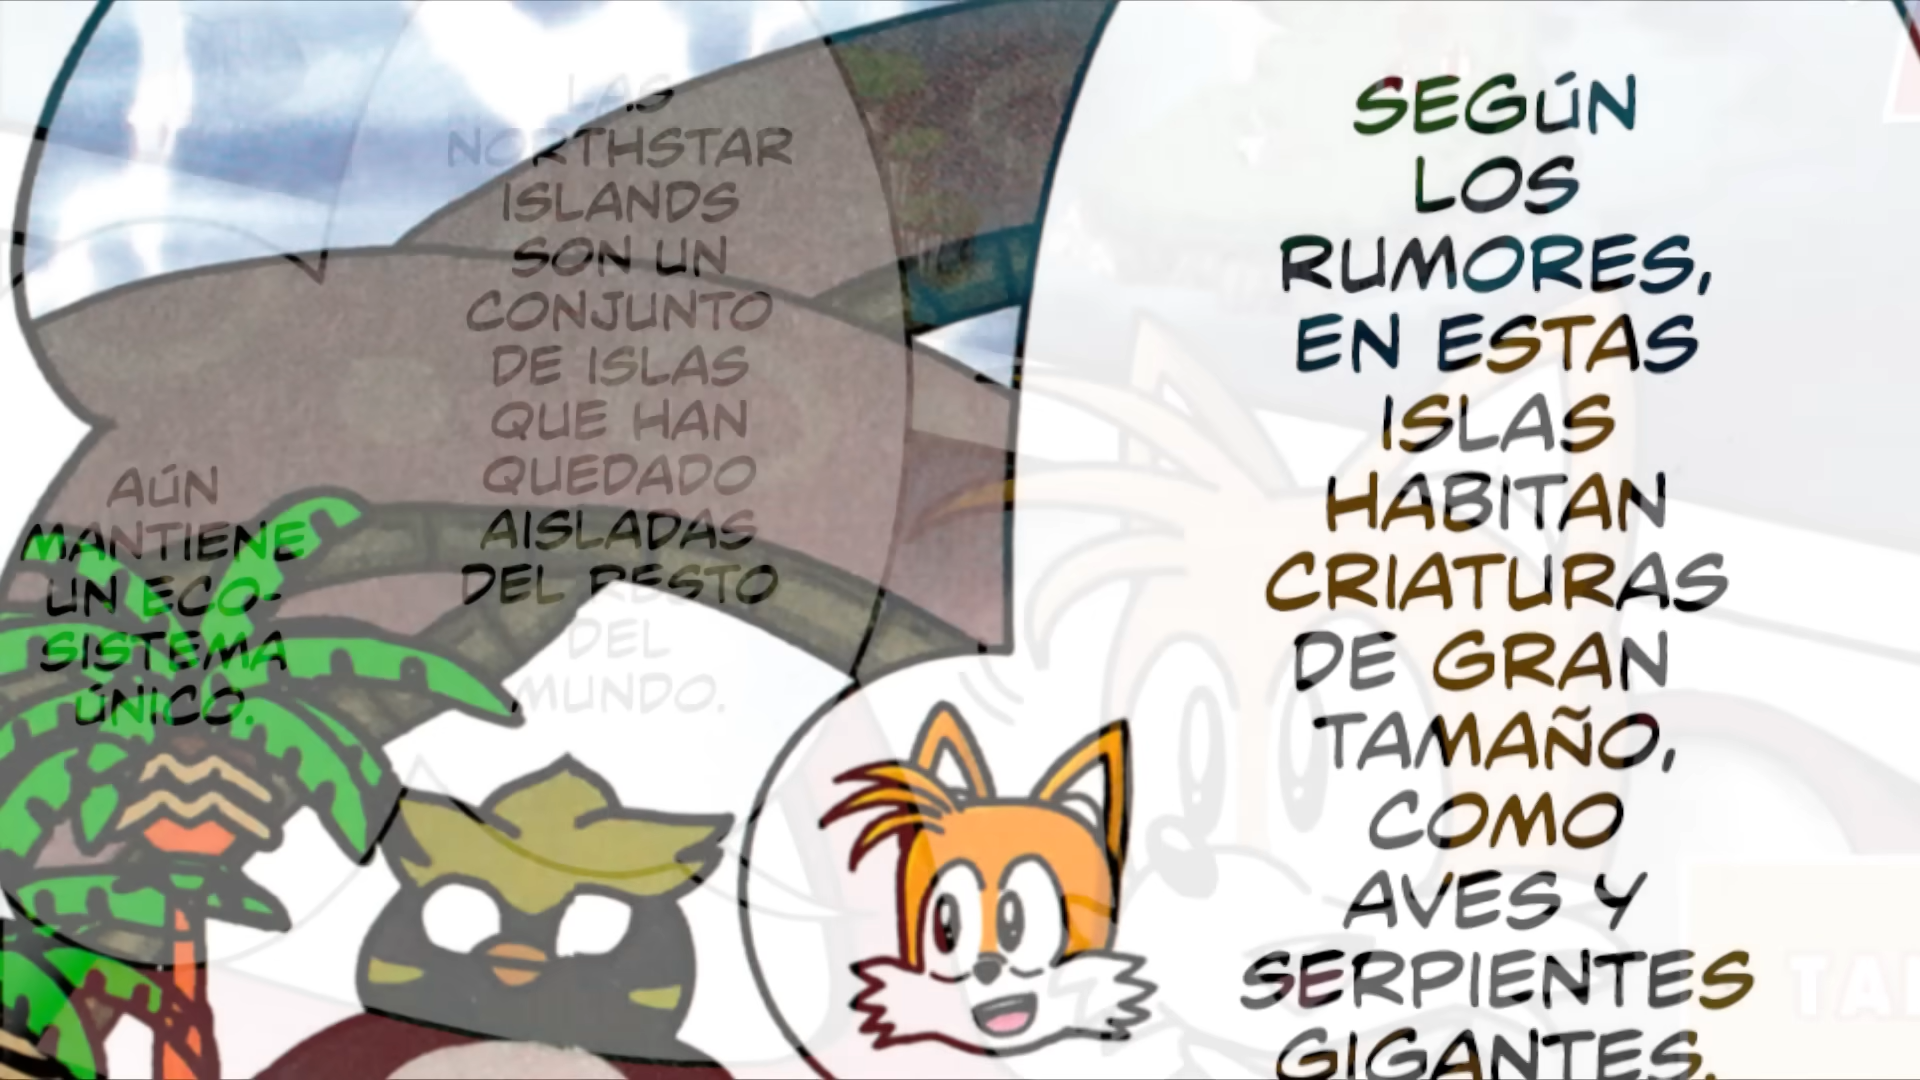 LAS
NORTHSTAR
ISLANDS
SON UN
CONJUNTO
DE ISLAS
QUE HAN
QUEDADO
AISLADAS
DEL RESTO
DEL
MUNDO.
AÚN
MANTIENE
UN ECO-
SISTEMA
ÚNICO.
SEGÚN
LOS
RUMORES,
EN ESTAS
ISLAS
HABITAN
CRIATURAS
DE GRAN
TAMAÑO,
COMO
AVES Y
SERPIENTES
GIGANTES.